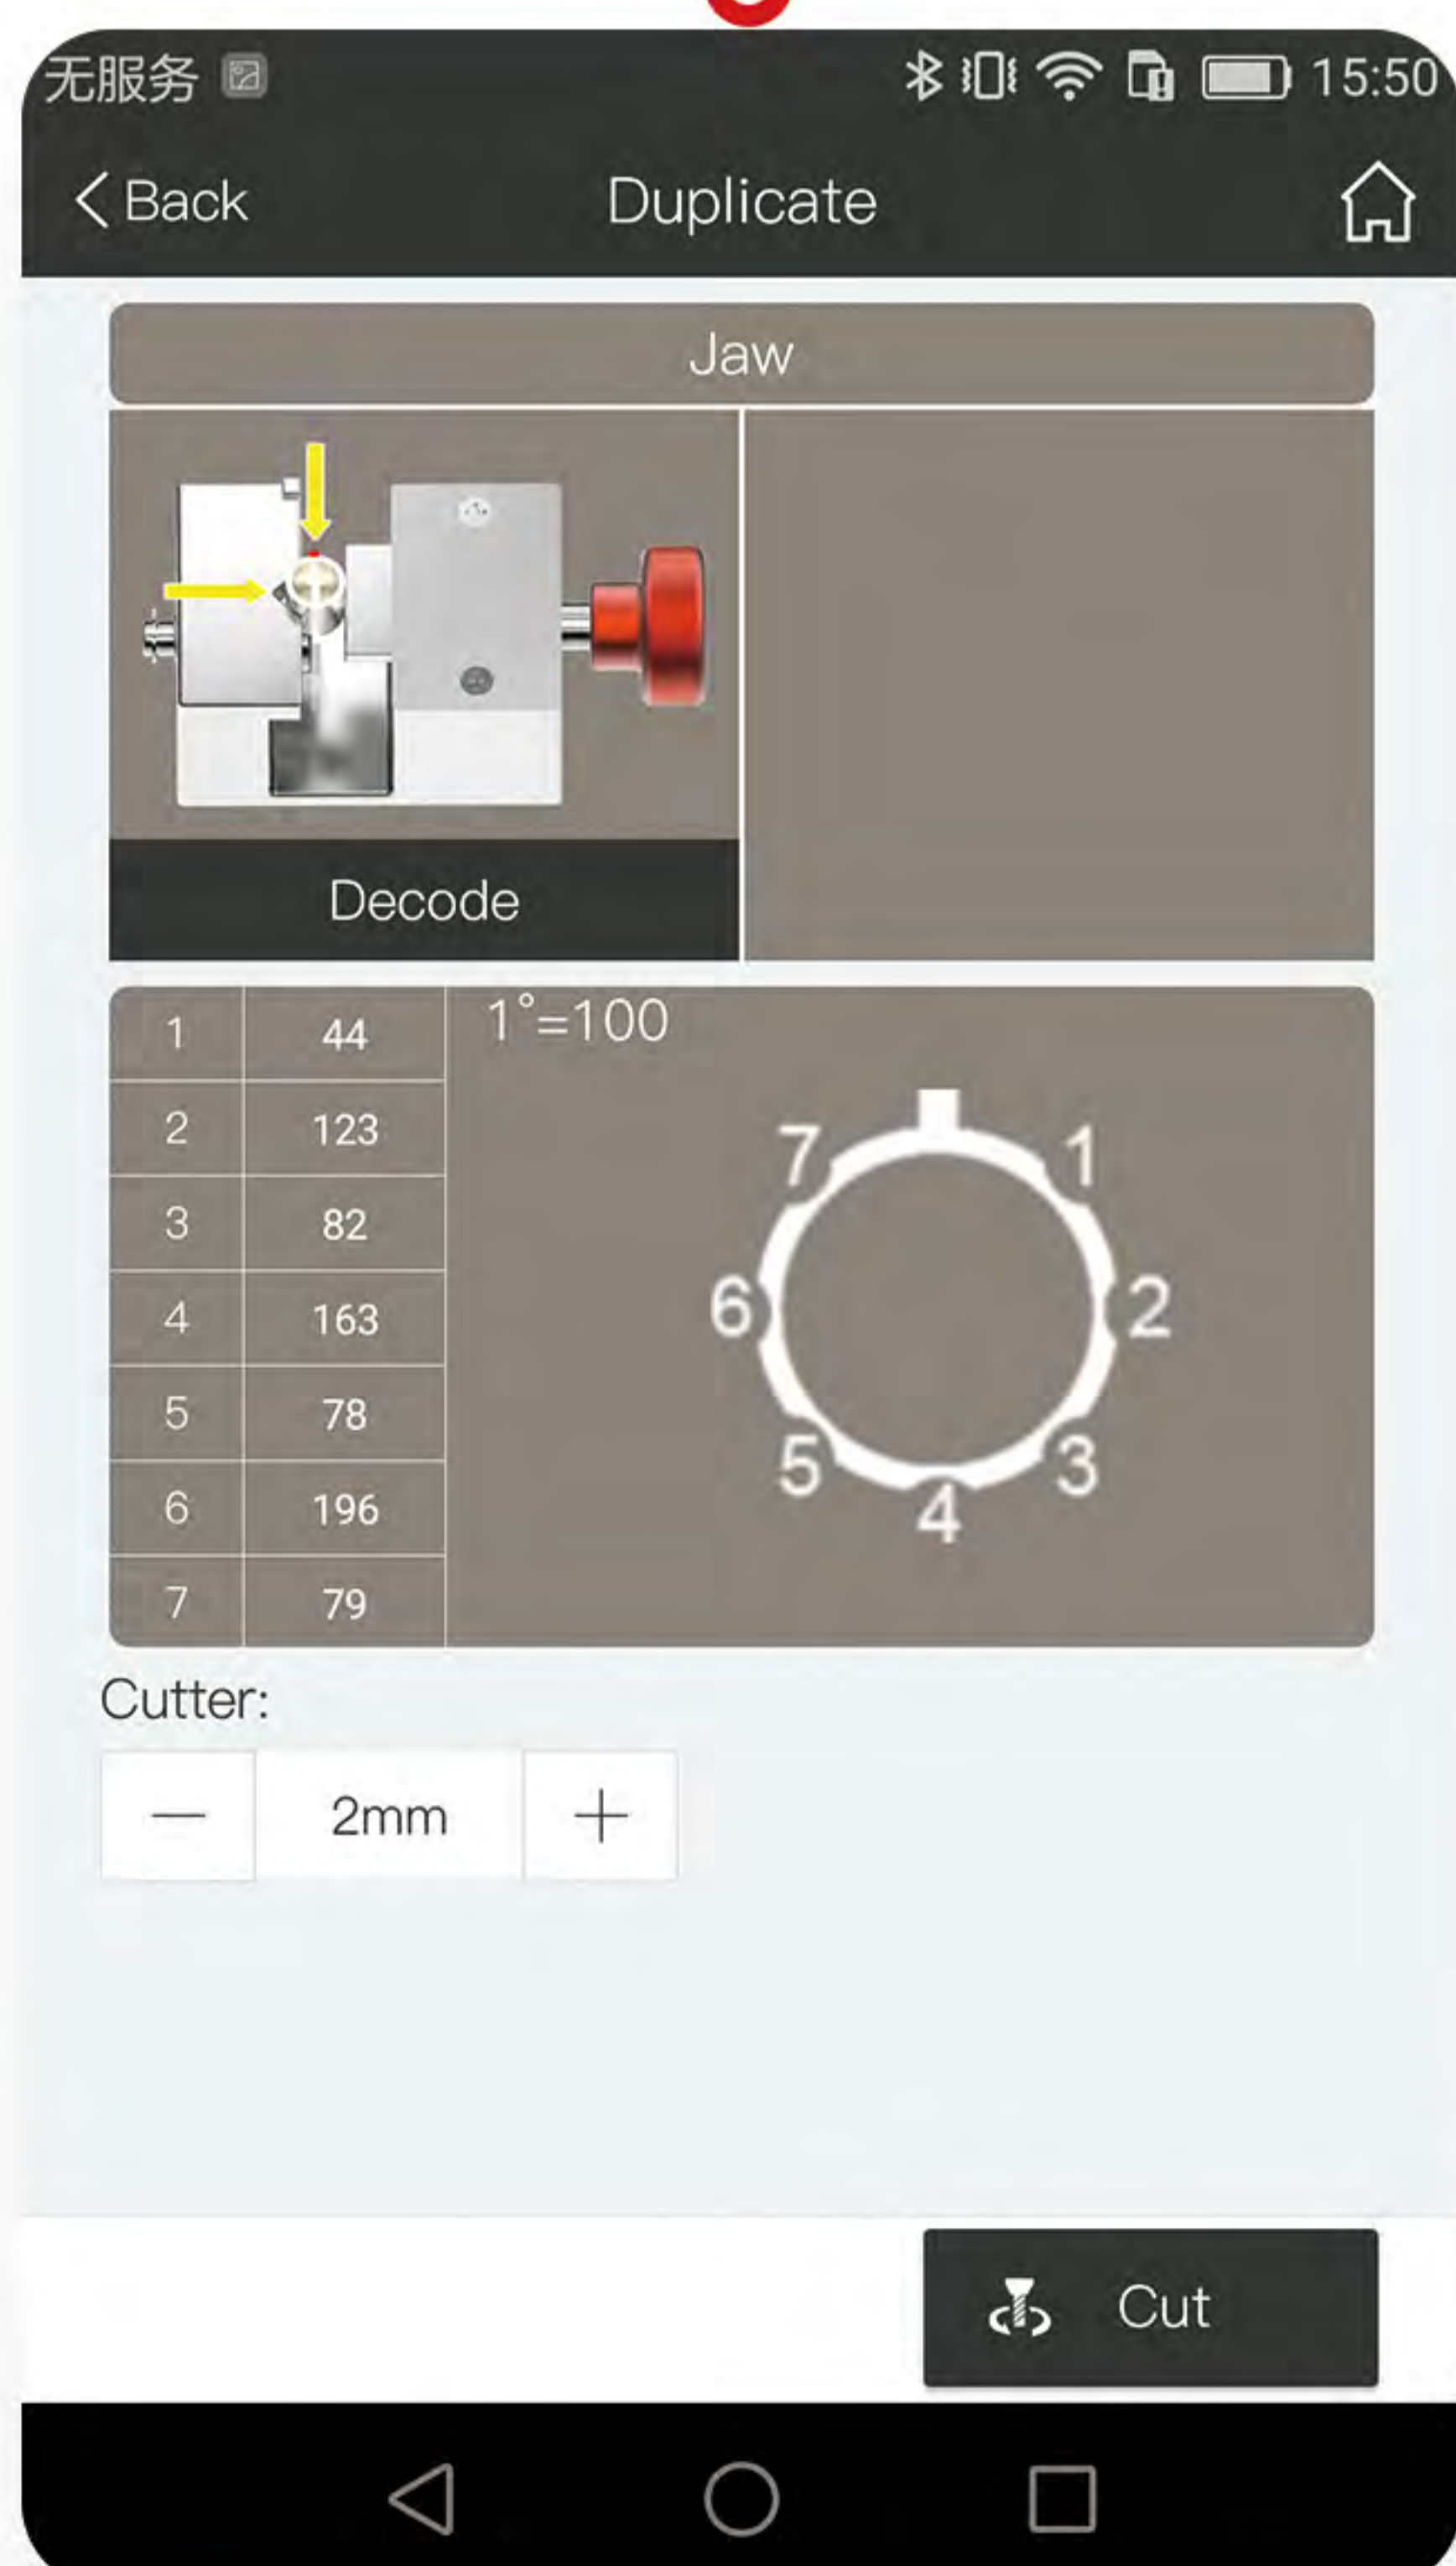 无服务 15:50
Back Duplicate
Jaw
Decode
1 44
2 123
3 82
4 163
5 78
6 196
7 79
1°=100
7 1
6 2
5 3
4
Cutter:
— 2mm +
Cut